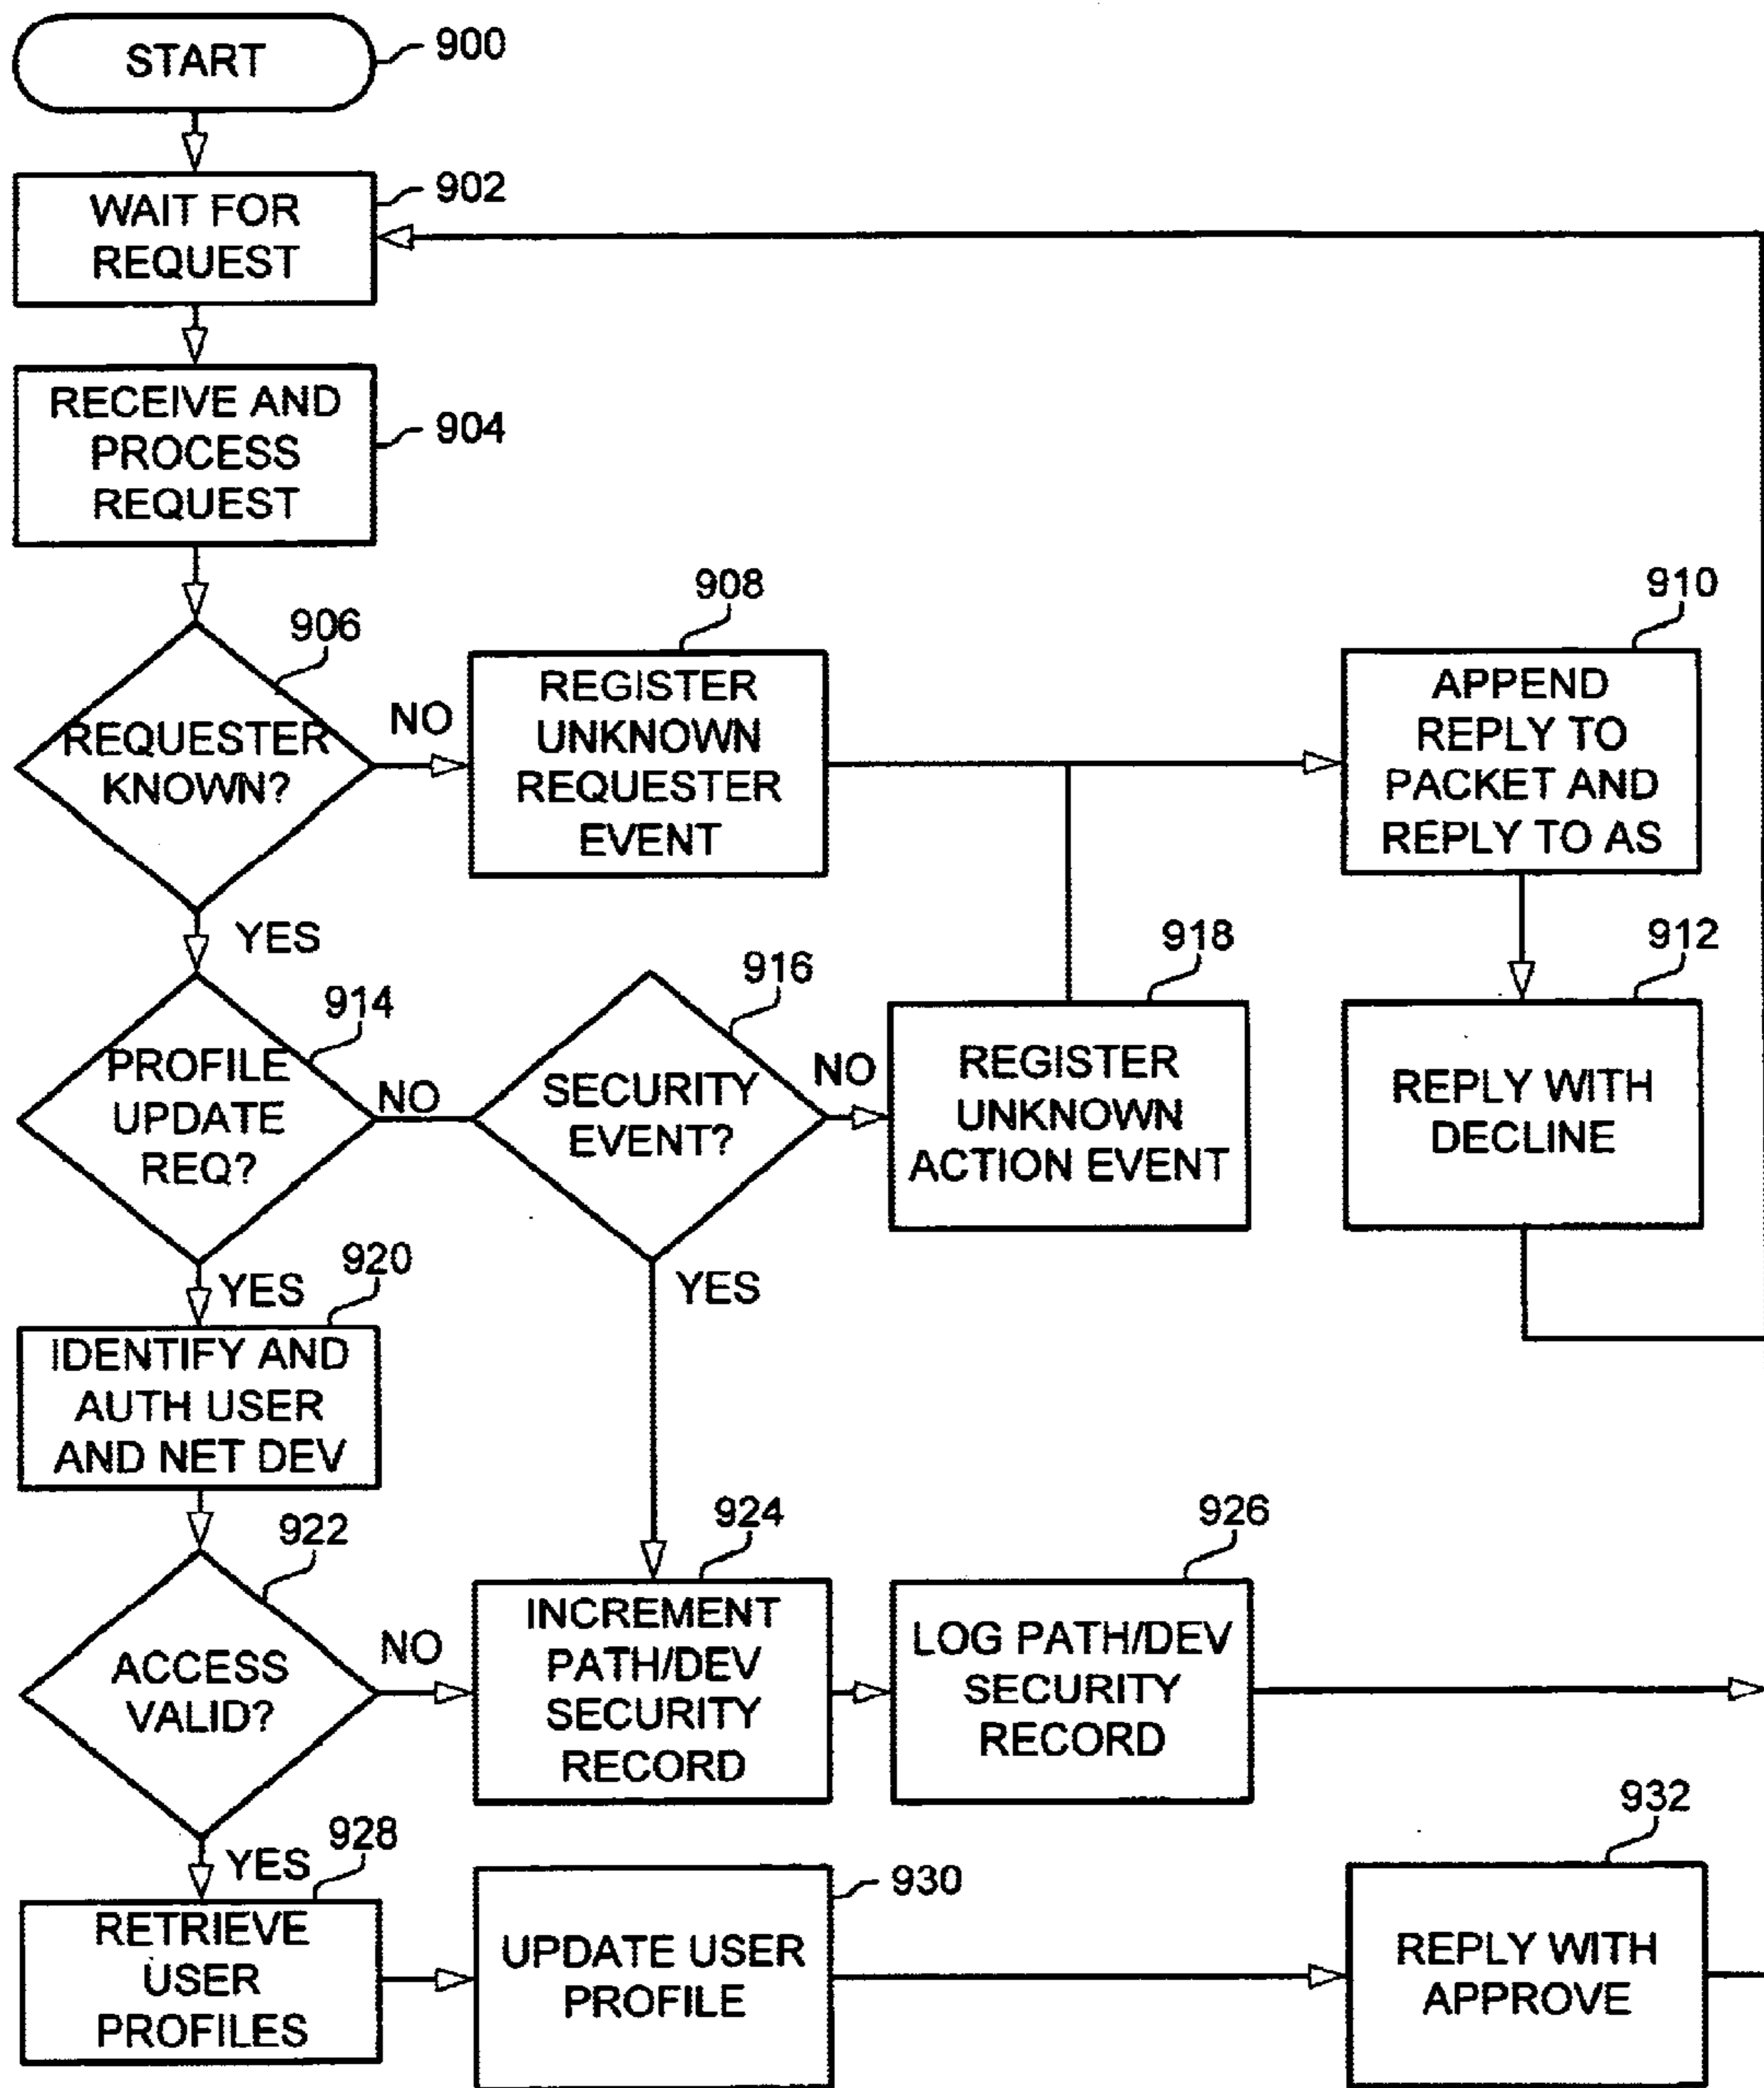 START
900
WAIT FOR
REQUEST
902
RECEIVE AND
PROCESS
REQUEST
904
906
REQUESTER
KNOWN?
NO
YES
908
REGISTER
UNKNOWN
REQUESTER
EVENT
910
APPEND
REPLY TO
PACKET AND
REPLY TO AS
912
REPLY WITH
DECLINE
914
PROFILE
UPDATE
REQ?
NO
YES
916
SECURITY
EVENT?
NO
YES
918
REGISTER
UNKNOWN
ACTION EVENT
920
IDENTIFY AND
AUTH USER
AND NET DEV
922
ACCESS
VALID?
NO
YES
924
INCREMENT
PATH/DEV
SECURITY
RECORD
926
LOG PATH/DEV
SECURITY
RECORD
928
RETRIEVE
USER
PROFILES
930
UPDATE USER
PROFILE
932
REPLY WITH
APPROVE